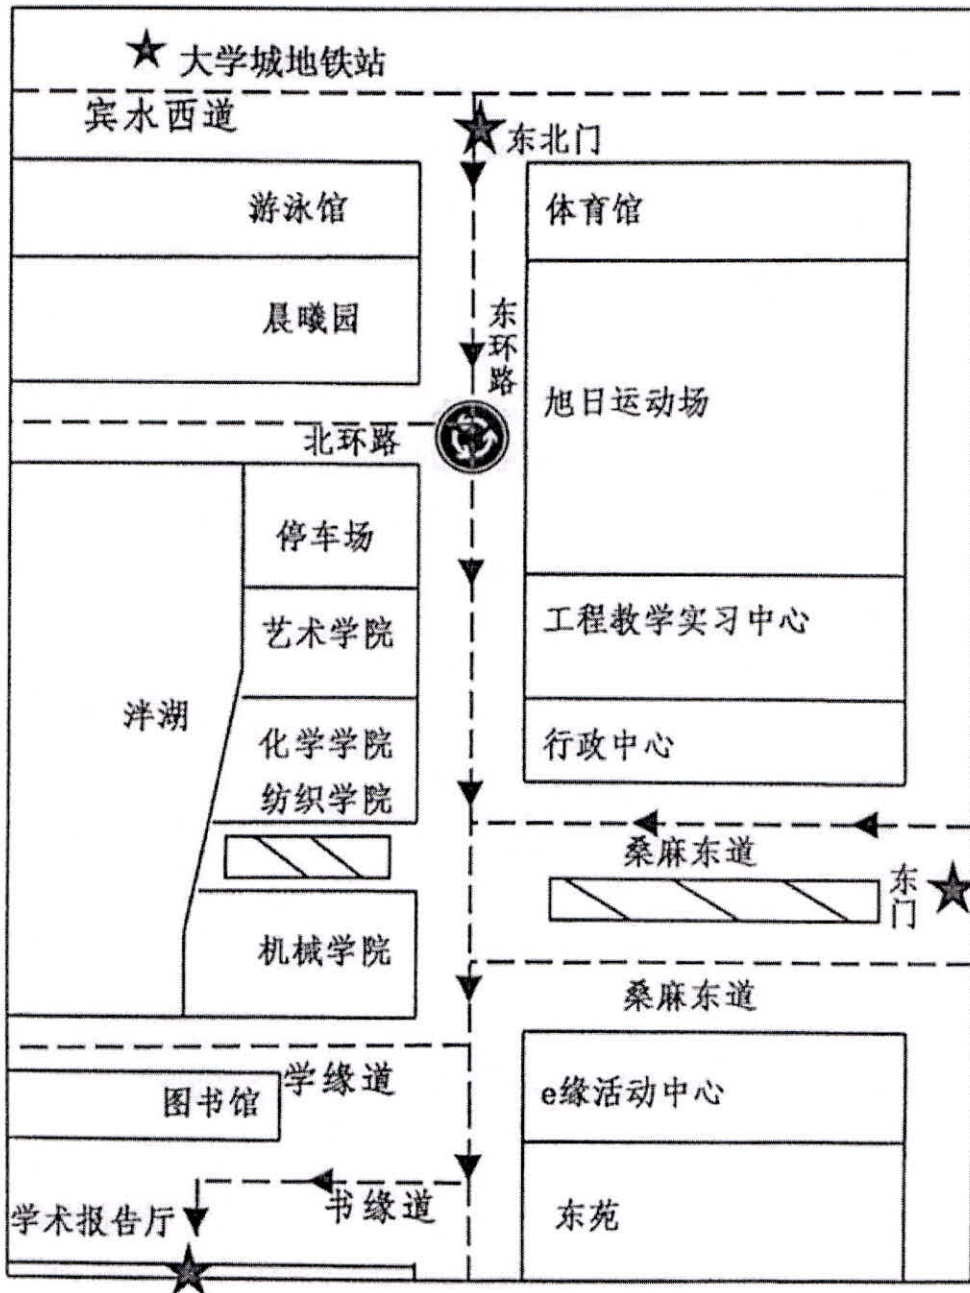 大学城地铁站
宾水西道
东北门
游泳馆
体育馆
晨曦园
东环路
旭日运动场
北环路
停车场
艺术学院
工程教学实习中心
泮湖
化学学院
纺织学院
行政中心
桑麻东道
东门
机械学院
桑麻东道
学缘道
图书馆
e缘活动中心
书缘道
学术报告厅
东苑